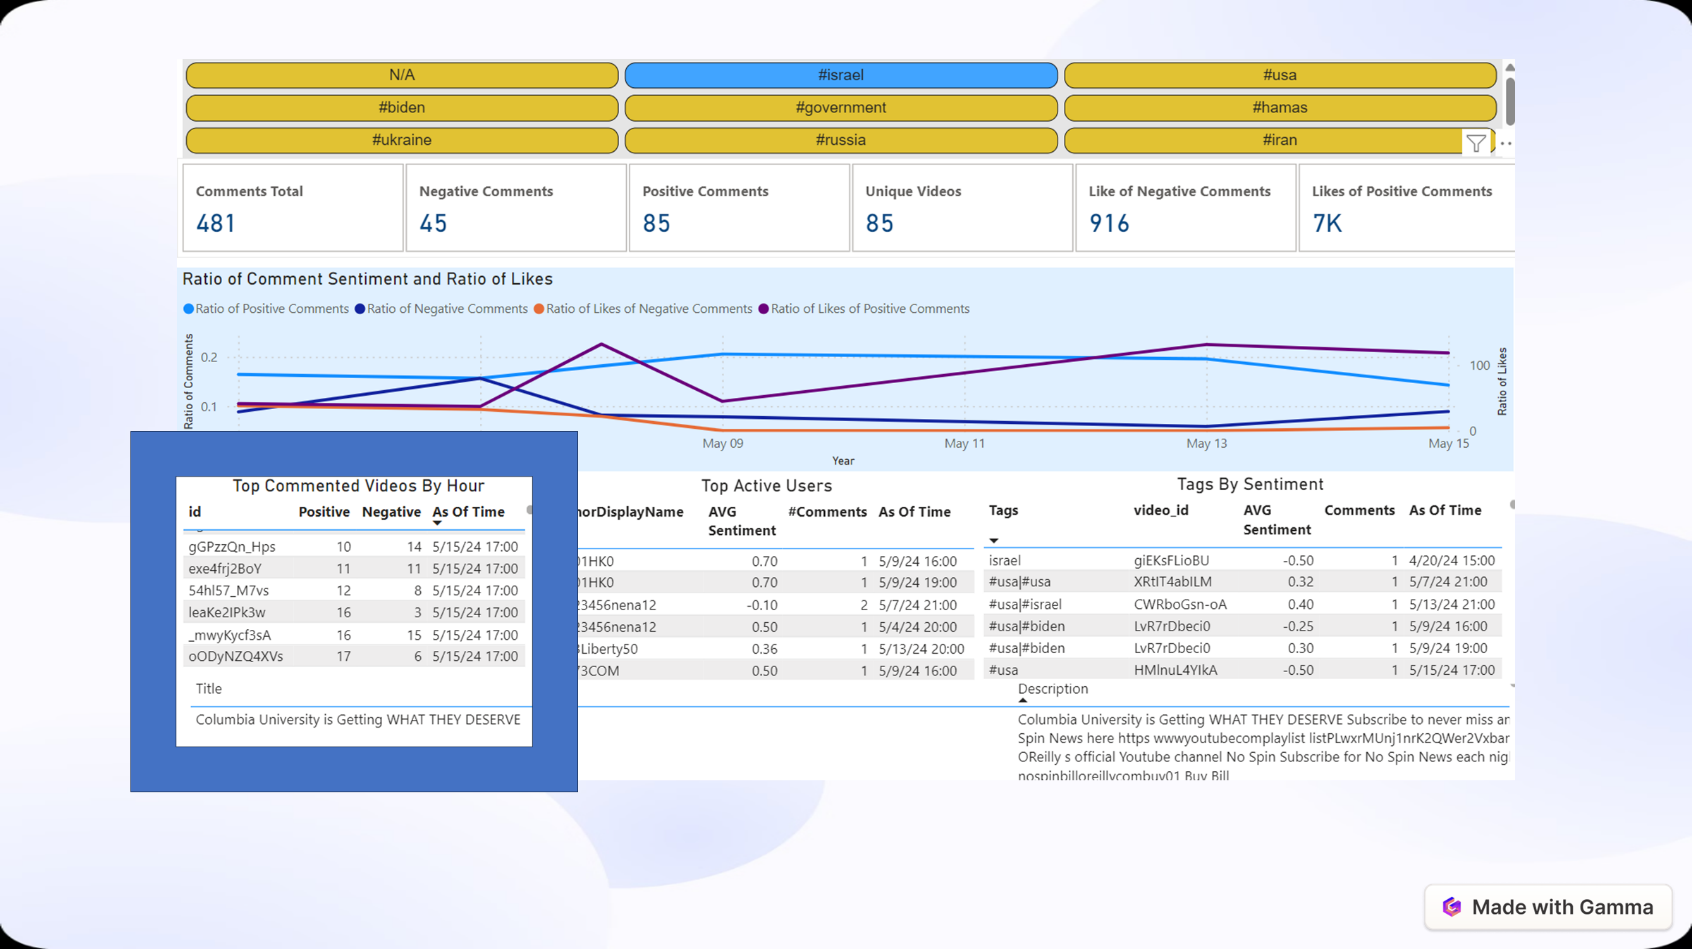 N/A #israel #usa
#biden #government #hamas
#ukraine #russia #iran
Comments Total Negative Comments Positive Comments Unique Videos Like of Negative Comments Likes of Positive Comments
481 45 85 85 916 7K
Ratio of Comment Sentiment and Ratio of Likes
Ratio of Positive Comments Ratio of Negative Comments Ratio of Likes of Negative Comments Ratio of Likes of Positive Comments
Ratio of Comments
0.2
0.1
100
0
Ratio of Likes
May 09 May 11 May 13 May 15
Year
Top Commented Videos By Hour
id Positive Negative As Of Time
gGPzzQn_Hps 10 14 5/15/24 17:00
exe4frj2BoY 11 11 5/15/24 17:00
54hl57_M7vs 12 8 5/15/24 17:00
leaKe2IPk3w 16 3 5/15/24 17:00
_mwyKycf3sA 16 15 5/15/24 17:00
oODyNZQ4XVs 17 6 5/15/24 17:00
Title
Columbia University is Getting WHAT THEY DESERVE
Top Active Users
horDisplayName AVG Sentiment #Comments As Of Time
01HK0 0.70 1 5/9/24 16:00
01HK0 0.70 1 5/9/24 19:00
23456nena12 -0.10 2 5/7/24 21:00
23456nena12 0.50 1 5/4/24 20:00
Liberty50 0.36 1 5/13/24 20:00
73COM 0.50 1 5/9/24 16:00
Tags By Sentiment
Tags video_id AVG Sentiment Comments As Of Time
israel giEKsFLioBU -0.50 1 4/20/24 15:00
#usa|#usa XRtIT4abILM 0.32 1 5/7/24 21:00
#usa|#israel CWRboGsn-oA 0.40 1 5/13/24 21:00
#usa|#biden LvR7rDbeci0 -0.25 1 5/9/24 16:00
#usa|#biden LvR7rDbeci0 0.30 1 5/9/24 19:00
#usa HMlnuL4YIkA -0.50 1 5/15/24 17:00
Description
Columbia University is Getting WHAT THEY DESERVE Subscribe to never miss an
Spin News here https wwwyoutubecomplaylist listPLwxrMUnj1nrK2QWer2Vxbar
OReilly s official Youtube channel No Spin Subscribe for No Spin News each nig
nospinbilloreillycombuy01 Buy Bill
Made with Gamma